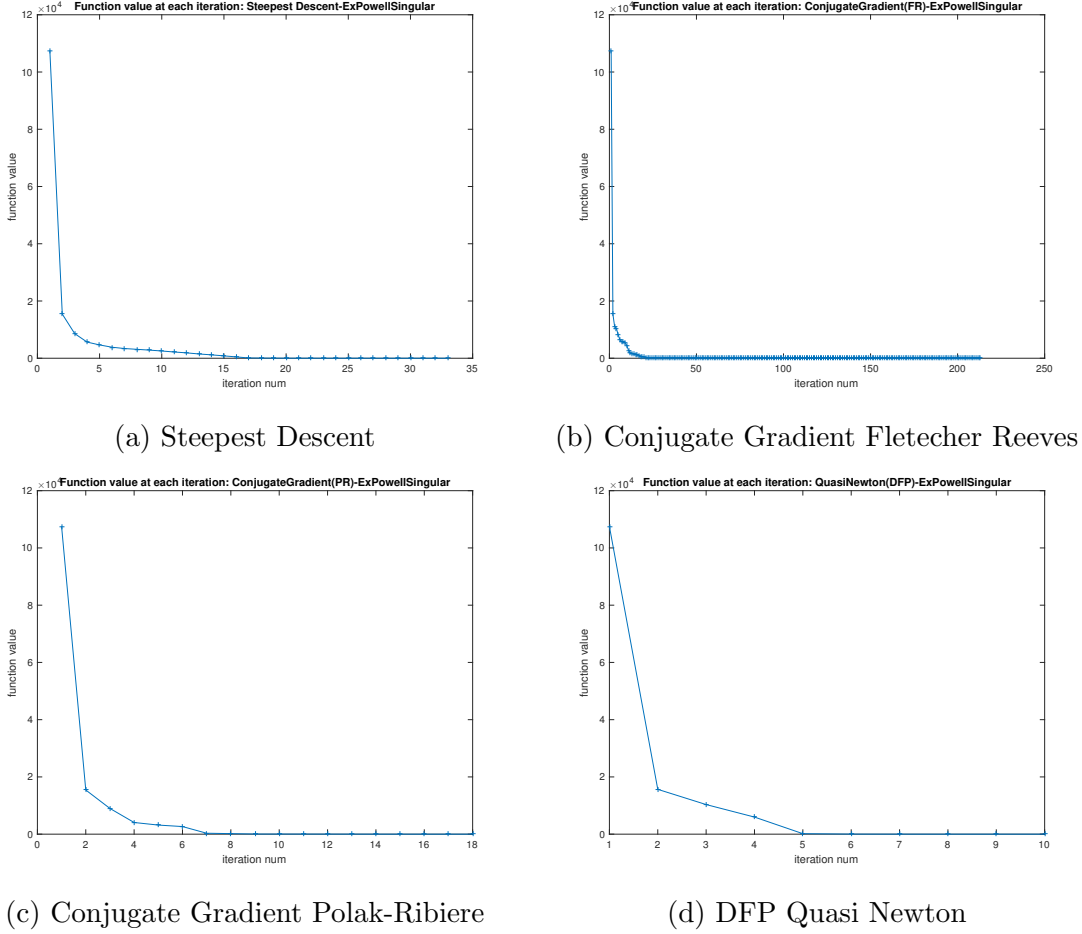 ×10⁴ Function value at each iteration: Steepest Descent-ExPowellSingular
12
10
8
6
4
2
0
function value
0 5 10 15 20 25 30 35
iteration num
(a) Steepest Descent
×10⁴ Function value at each iteration: ConjugateGradient(FR)-ExPowellSingular
12
10
8
6
4
2
0
function value
0 50 100 150 200 250
iteration num
(b) Conjugate Gradient Fletecher Reeves
×10⁴ Function value at each iteration: ConjugateGradient(PR)-ExPowellSingular
12
10
8
6
4
2
0
function value
0 2 4 6 8 10 12 14 16 18
iteration num
(c) Conjugate Gradient Polak-Ribiere
×10⁴ Function value at each iteration: QuasiNewton(DFP)-ExPowellSingular
12
10
8
6
4
2
0
function value
1 2 3 4 5 6 7 8 9 10
iteration num
(d) DFP Quasi Newton